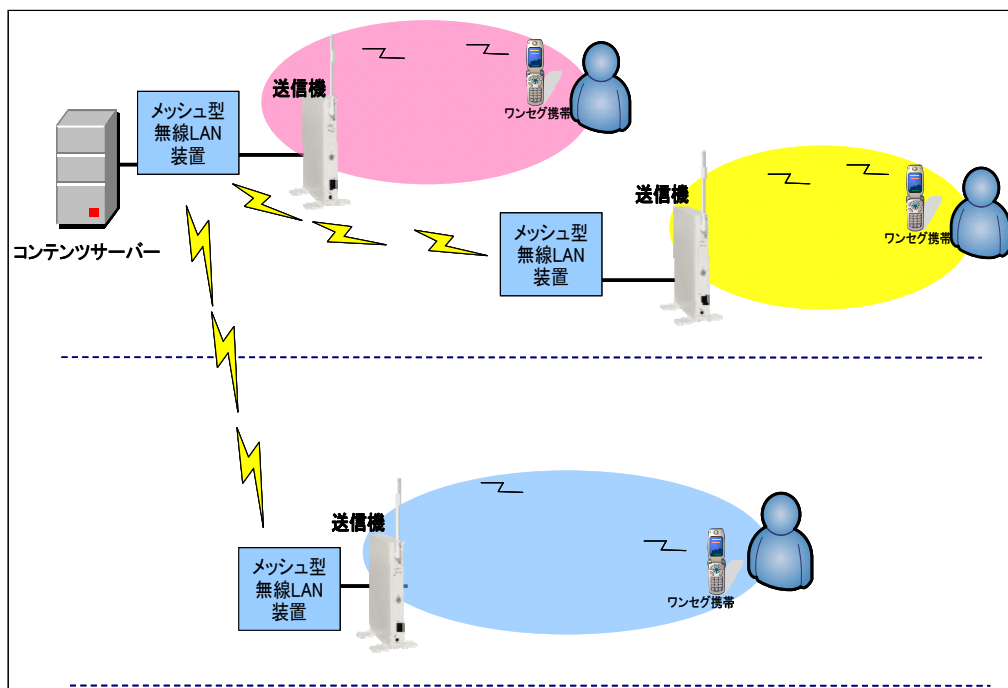 送信機
メッシュ型
無線LAN
装置
ワンセグ携帯
コンテンツサーバー
送信機
メッシュ型
無線LAN
装置
ワンセグ携帯
送信機
メッシュ型
無線LAN
装置
ワンセグ携帯